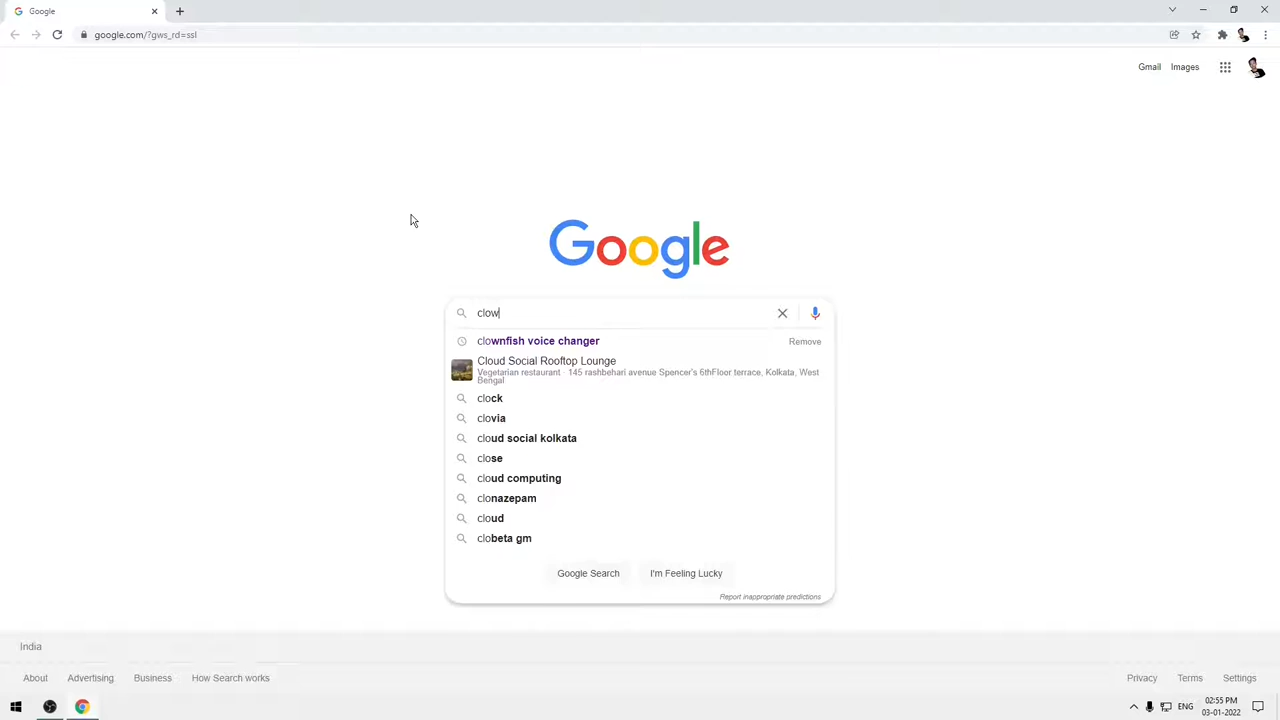 Google
google.com/?gws_rd=ssl
Gmail Images
Google
clow
clownfish voice changer Remove
Cloud Social Rooftop Lounge
Vegetarian restaurant · 145 rashbehari avenue Spencer's 6thFloor terrace, Kolkata, West
Bengal
clock
clovia
cloud social kolkata
close
cloud computing
clonazepam
cloud
clobeta gm
Google Search I'm Feeling Lucky
Report inappropriate predictions
India
About Advertising Business How Search works Privacy Terms Settings
ENG 02:55 PM
03-01-2022